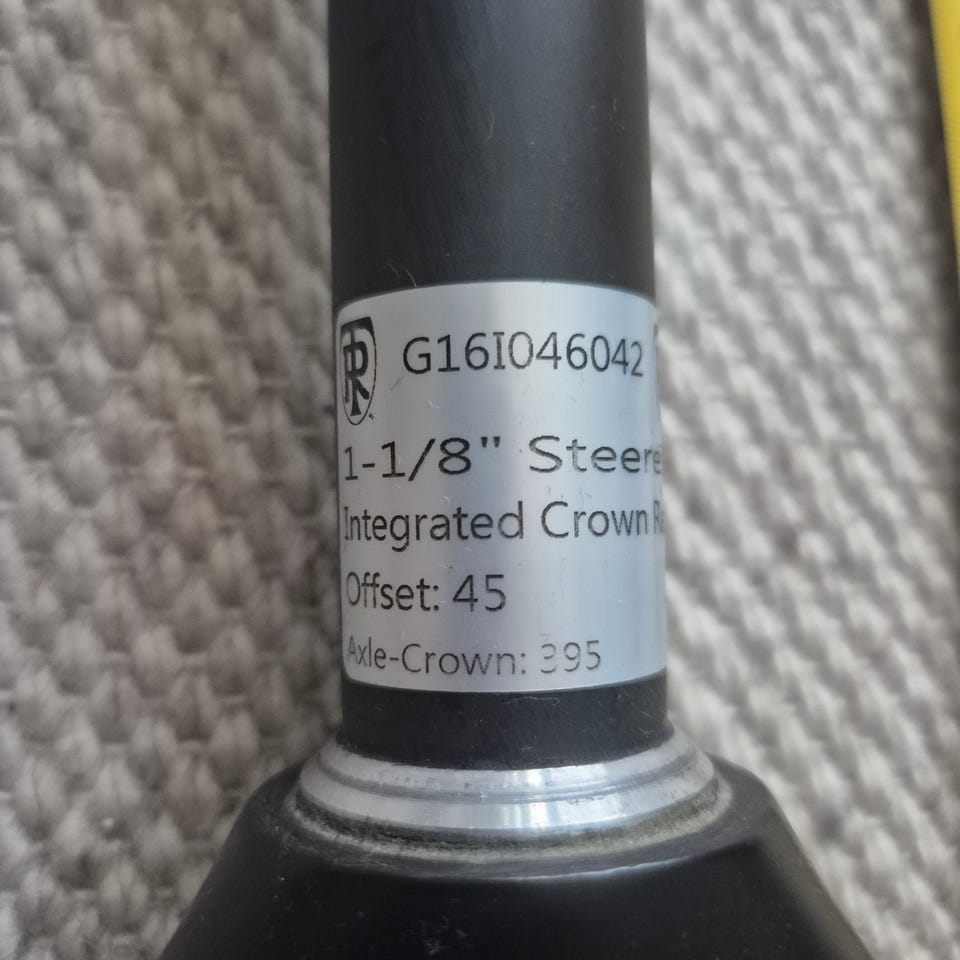 G16I046042
1-1/8" Steere
Integrated Crown
Offset: 45
Axle-Crown: 395